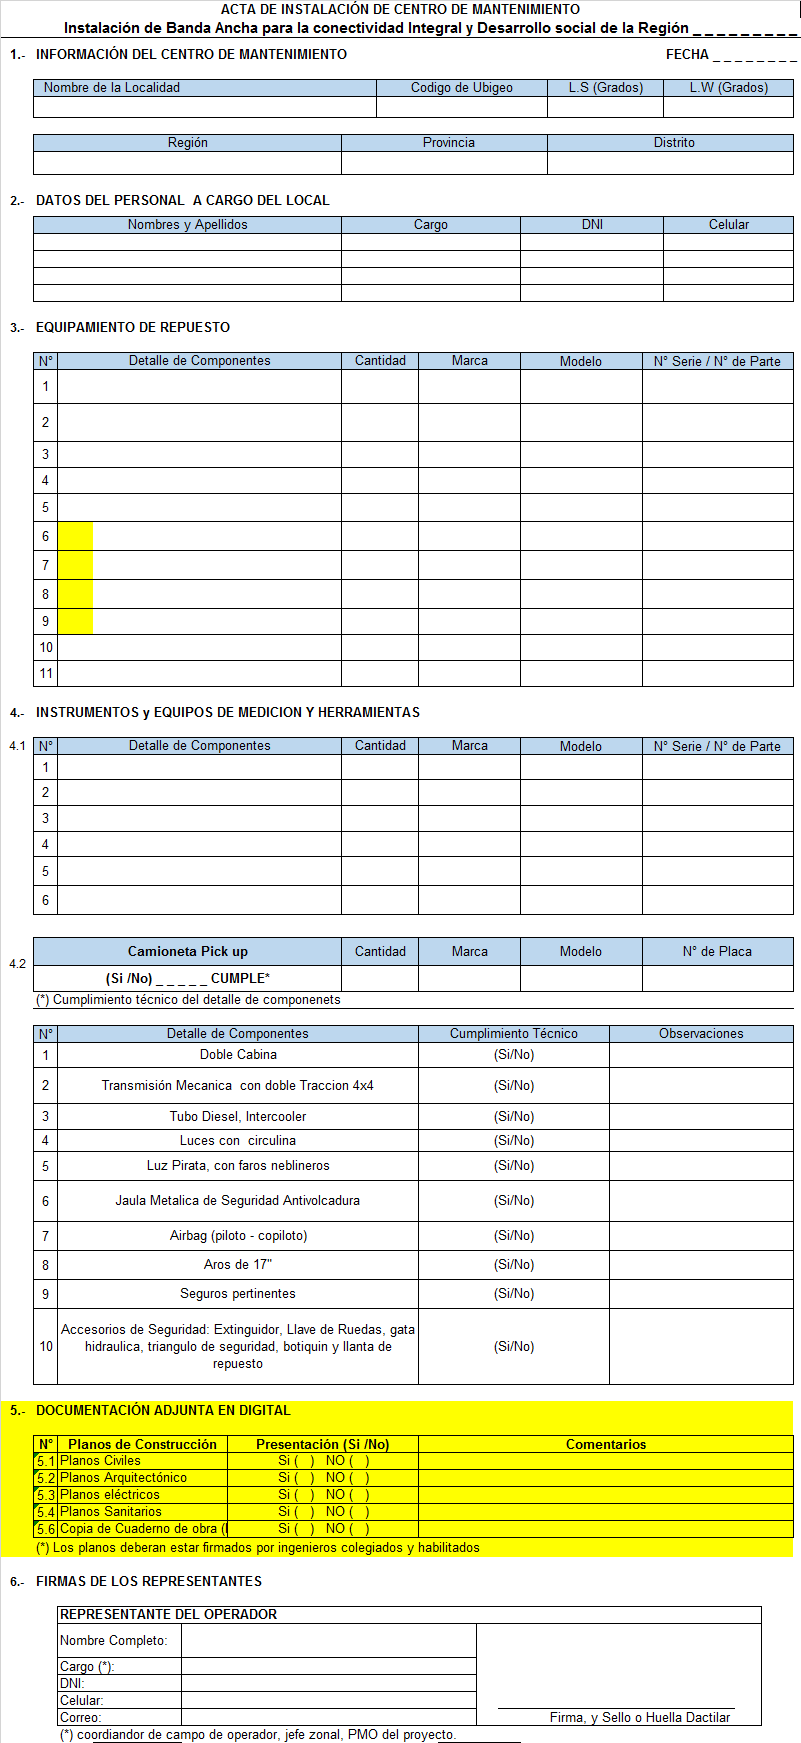 ACTA DE INSTALACIÓN DE CENTRO DE MANTENIMIENTO
Instalación de Banda Ancha para la conectividad Integral y Desarrollo social de la Región _ _ _ _ _ _ _ _ _
1.- INFORMACIÓN DEL CENTRO DE MANTENIMIENTO FECHA _ _ _ _ _ _ _ _
Nombre de la Localidad Codigo de Ubigeo L.S (Grados) L.W (Grados)
Región Provincia Distrito
2.- DATOS DEL PERSONAL A CARGO DEL LOCAL
Nombres y Apellidos Cargo DNI Celular
3.- EQUIPAMIENTO DE REPUESTO
N° Detalle de Componentes Cantidad Marca Modelo N° Serie / N° de Parte
1
2
3
4
5
6
7
8
9
10
11
4.- INSTRUMENTOS y EQUIPOS DE MEDICION Y HERRAMIENTAS
4.1 N° Detalle de Componentes Cantidad Marca Modelo N° Serie / N° de Parte
1
2
3
4
5
6
4.2 Camioneta Pick up Cantidad Marca Modelo N° de Placa
(Si /No) _ _ _ _ _ CUMPLE*
(*) Cumplimiento técnico del detalle de componenets
N° Detalle de Componentes Cumplimiento Técnico Observaciones
1 Doble Cabina (Si/No)
2 Transmisión Mecanica con doble Traccion 4x4 (Si/No)
3 Tubo Diesel, Intercooler (Si/No)
4 Luces con circulina (Si/No)
5 Luz Pirata, con faros neblineros (Si/No)
6 Jaula Metalica de Seguridad Antivolcadura (Si/No)
7 Airbag (piloto - copiloto) (Si/No)
8 Aros de 17" (Si/No)
9 Seguros pertinentes (Si/No)
Accesorios de Seguridad: Extinguidor, Llave de Ruedas, gata
10 hidraulica, triangulo de seguridad, botiquin y llanta de (Si/No)
repuesto
5.- DOCUMENTACIÓN ADJUNTA EN DIGITAL
N° Planos de Construcción Presentación (Si /No) Comentarios
5.1 Planos Civiles Si ( ) NO ( )
5.2 Planos Arquitectónico Si ( ) NO ( )
5.3 Planos eléctricos Si ( ) NO ( )
5.4 Planos Sanitarios Si ( ) NO ( )
5.6 Copia de Cuaderno de obra ( Si ( ) NO ( )
(*) Los planos deberan estar firmados por ingenieros colegiados y habilitados
6.- FIRMAS DE LOS REPRESENTANTES
REPRESENTANTE DEL OPERADOR
Nombre Completo:
Cargo (*):
DNI:
Celular:
Correo: Firma, y Sello o Huella Dactilar
(*) coordiandor de campo de operador, jefe zonal, PMO del proyecto.